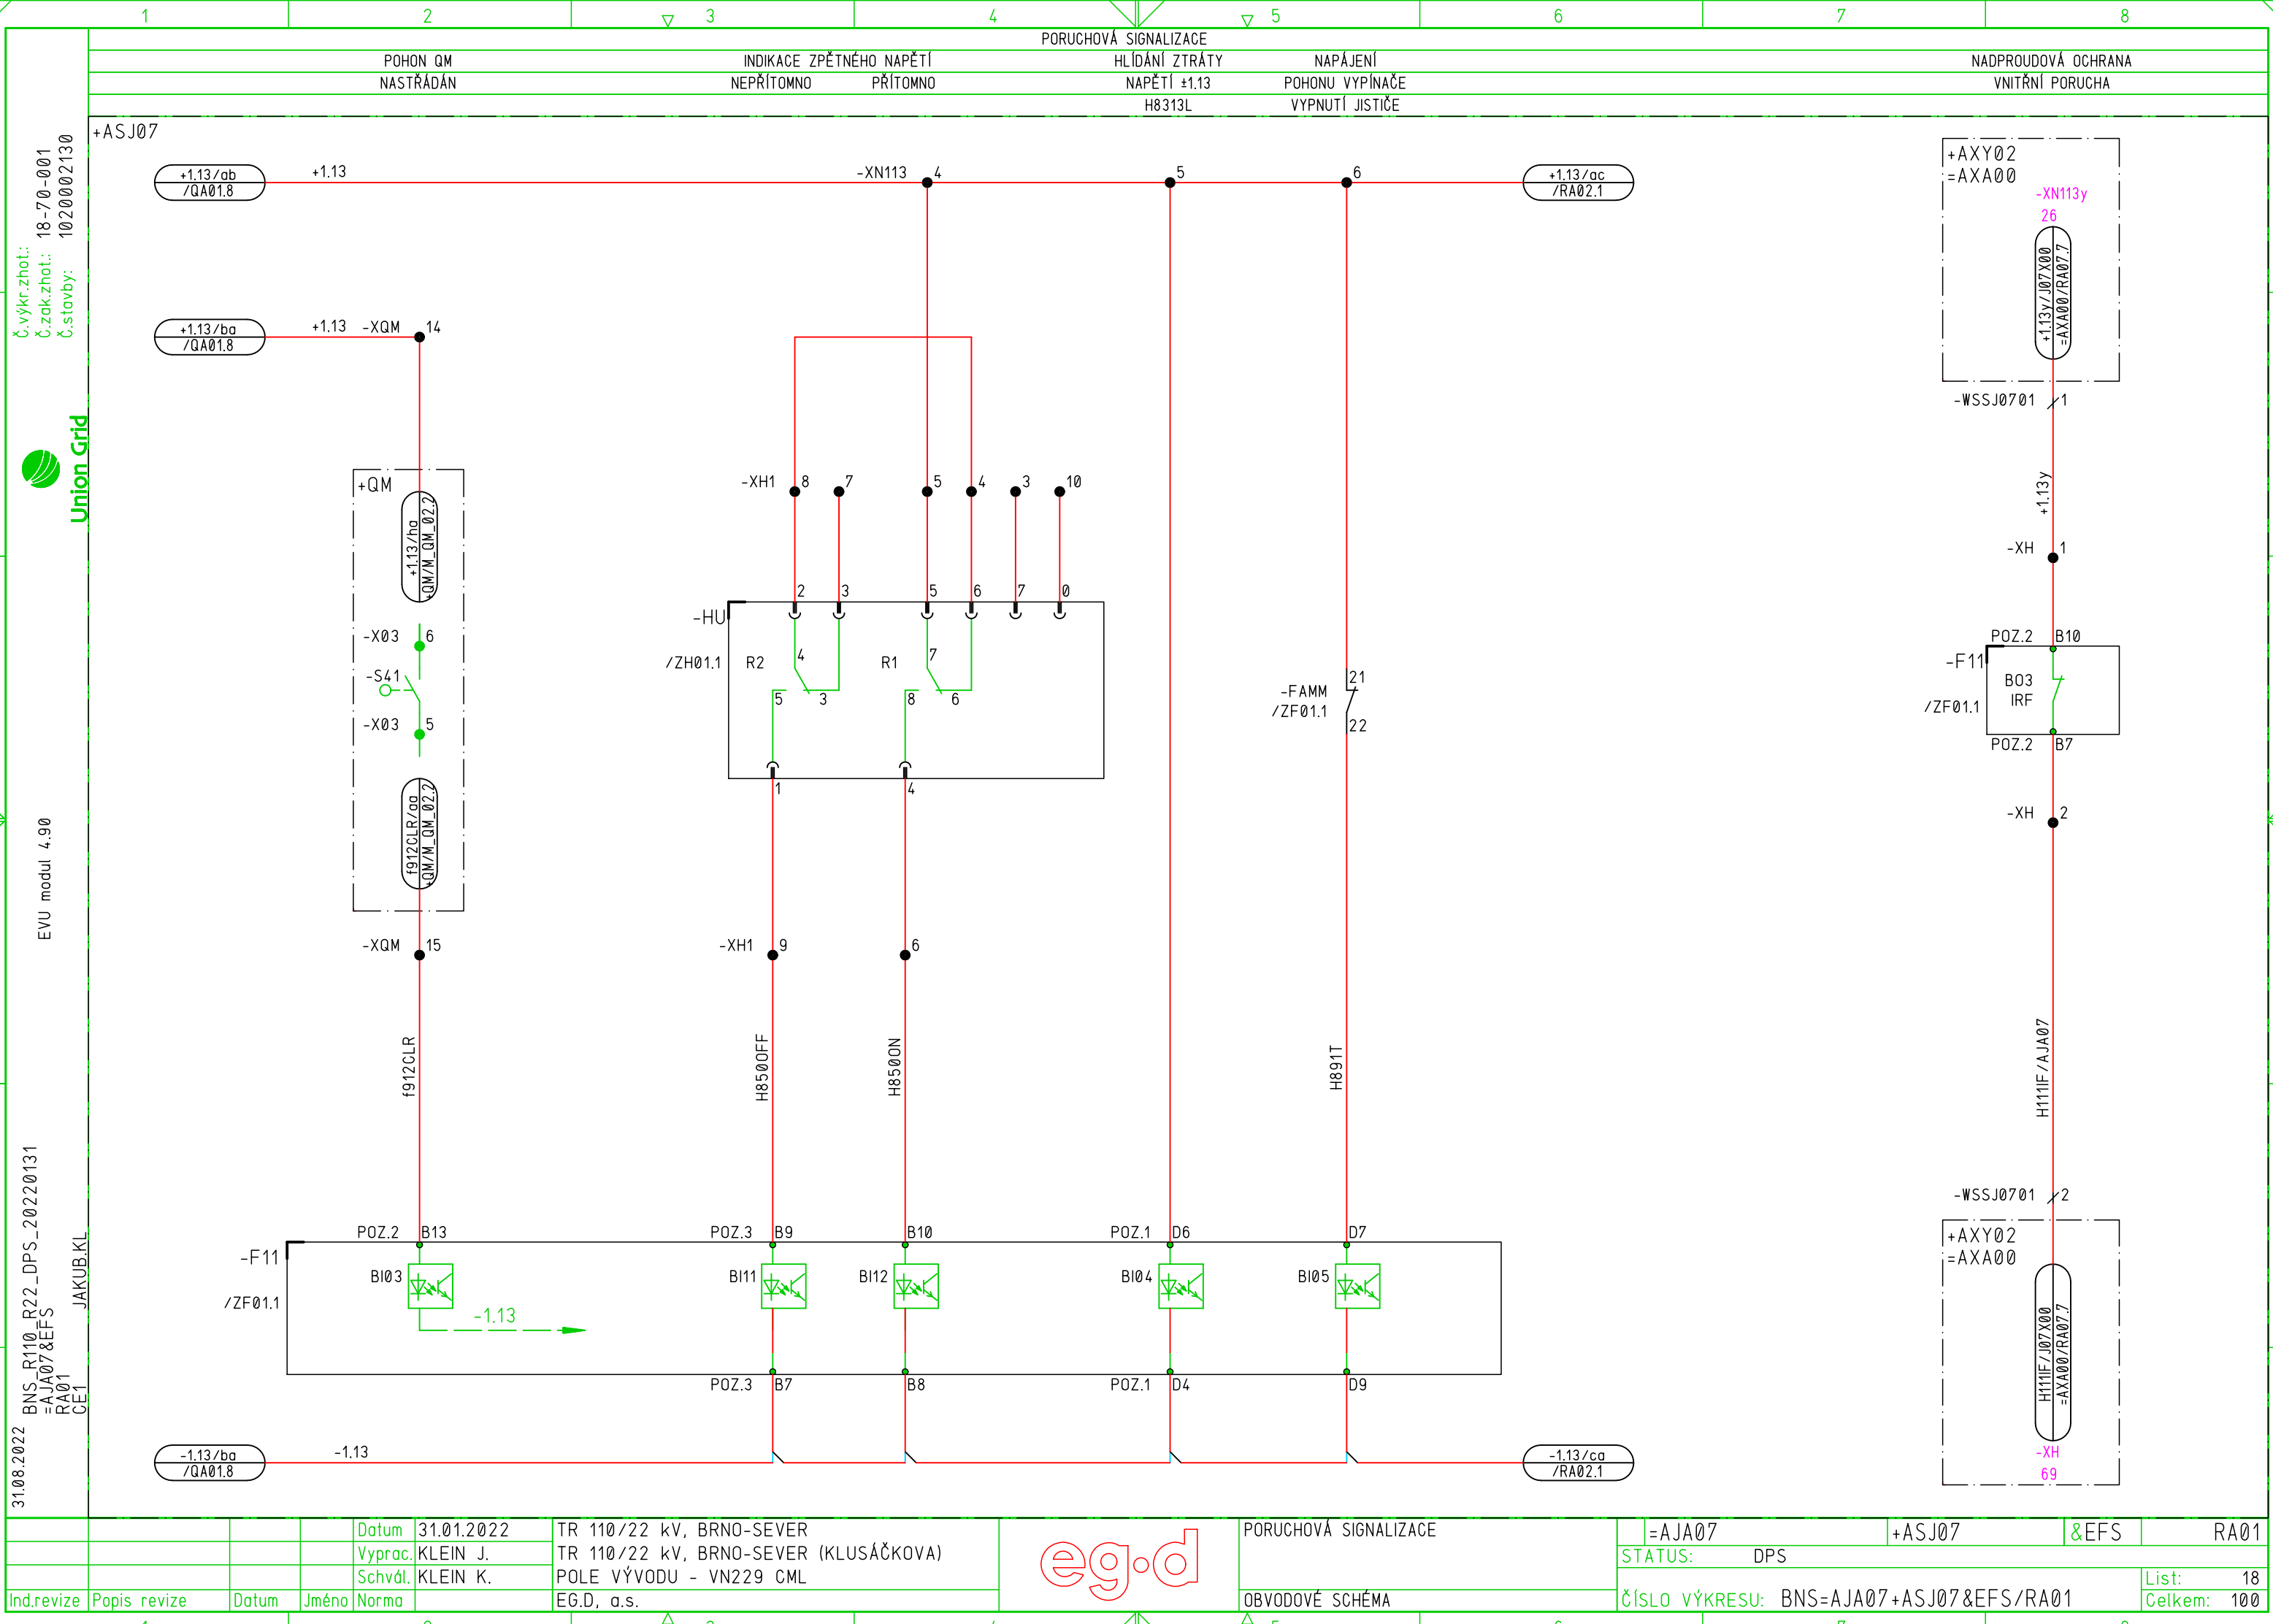 1 2 3 4 5 6 7 8
PORUCHOVÁ SIGNALIZACE
POHON QM
NASTŘÁDÁN
INDIKACE ZPĚTNÉHO NAPĚTÍ
NEPŘÍTOMNO PŘÍTOMNO
HLÍDÁNÍ ZTRÁTY
NAPĚTÍ ±1.13
H8313L
NAPÁJENÍ
POHONU VYPÍNAČE
VYPNUTÍ JISTIČE
NADPROUDOVÁ OCHRANA
VNITŘNÍ PORUCHA
Č.výkr.zhot.:
Č.zak.zhot.: 18-70-001
Č.stavby: 1020002130
Union Grid
EVU modul 4.90
BNS_R110_R22_DPS_20220131
=AJA07&EFS
RA01
CE1
JAKUB.KL
31.08.2022
+ASJ07
+1.13/ab
/QA01.8
+1.13
-XN113 4
5
6
+1.13/ac
/RA02.1
+1.13/ba
/QA01.8
+1.13 -XQM 14
+QM
+1.13/ha
+QM/M_QM_02.2
-X03 6
-S41
-X03 5
f912CLR/aa
+QM/M_QM_02.2
-XQM 15
f912CLR
-XH1 8 7 5 4 3 10
2 3 5 6 7 0
-HU
/ZH01.1
R2 4 5 3
R1 7 8 6
1 4
-XH1 9 6
H850OFF
H850ON
-FAMM
/ZF01.1
21
22
H891T
+AXY02
=AXA00
-XN113y
26
+1.13y/J07X00
=AXA00/RA07.7
-WSSJ0701 1
+1.13y
-XH 1
POZ.2 B10
-F11
/ZF01.1
BO3
IRF
POZ.2 B7
-XH 2
H111IF/AJA07
-WSSJ0701 2
+AXY02
=AXA00
H111IF/J07X00
=AXA00/RA07.7
-XH
69
POZ.2 B13
POZ.3 B9
B10
POZ.1 D6
D7
-F11
/ZF01.1
BI03
BI11
BI12
BI04
BI05
-1.13
POZ.3 B7
B8
POZ.1 D4
D9
-1.13/ba
/QA01.8
-1.13
-1.13/ca
/RA02.1
Ind.revize Popis revize Datum Jméno Norma
Datum 31.01.2022
Vyprac. KLEIN J.
Schvál. KLEIN K.
TR 110/22 kV, BRNO-SEVER
TR 110/22 kV, BRNO-SEVER (KLUSÁČKOVA)
POLE VÝVODU - VN229 CML
EG.D, a.s.
eg·d
PORUCHOVÁ SIGNALIZACE
OBVODOVÉ SCHÉMA
=AJA07 +ASJ07 &EFS RA01
STATUS: DPS
ČÍSLO VÝKRESU: BNS=AJA07+ASJ07&EFS/RA01
List: 18
Celkem: 100